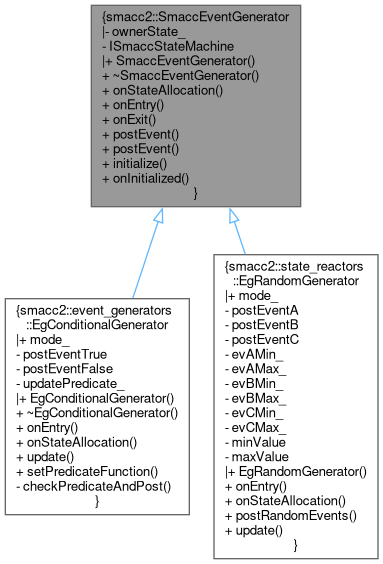 {smacc2::SmaccEventGenerator
|- ownerState_
- ISmaccStateMachine
|+ SmaccEventGenerator()
+ ~SmaccEventGenerator()
+ onStateAllocation()
+ onEntry()
+ onExit()
+ postEvent()
+ postEvent()
+ initialize()
+ onInitialized()
}
{smacc2::event_generators
::EgConditionalGenerator
|+ mode_
- postEventTrue
- postEventFalse
- updatePredicate_
|+ EgConditionalGenerator()
+ ~EgConditionalGenerator()
+ onEntry()
+ onStateAllocation()
+ update()
+ setPredicateFunction()
- checkPredicateAndPost()
}
{smacc2::state_reactors
::EgRandomGenerator
|+ mode_
- postEventA
- postEventB
- postEventC
- evAMin_
- evAMax_
- evBMin_
- evBMax_
- evCMin_
- evCMax_
- minValue
- maxValue
|+ EgRandomGenerator()
+ onEntry()
+ onStateAllocation()
+ postRandomEvents()
+ update()
}